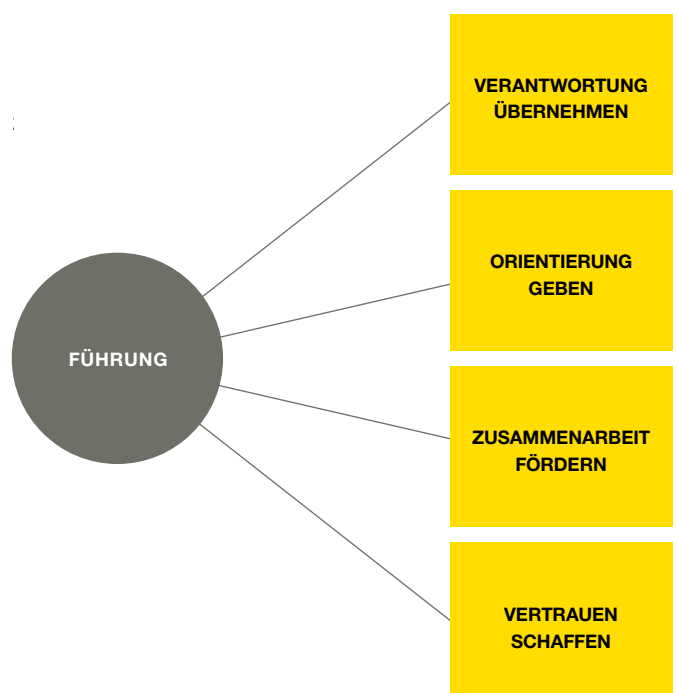 VERANTWORTUNG
ÜBERNEHMEN
ORIENTIERUNG
GEBEN
FÜHRUNG
ZUSAMMENARBEIT
FÖRDERN
VERTRAUEN
SCHAFFEN